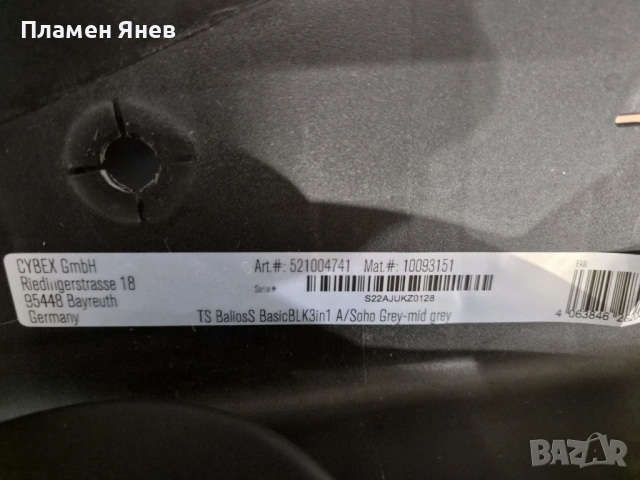 Пламен Янев
CYBEX GmbH
Riedingerstrasse 18
95448 Bayreuth
Germany
Art.#: 521004741 Mat.#: 10093151
Serial#
S22AJUKZ0128
TS BaliosS BasicBLK3in1 A/Soho Grey-mid grey
EAN
4 063846
BAZAR